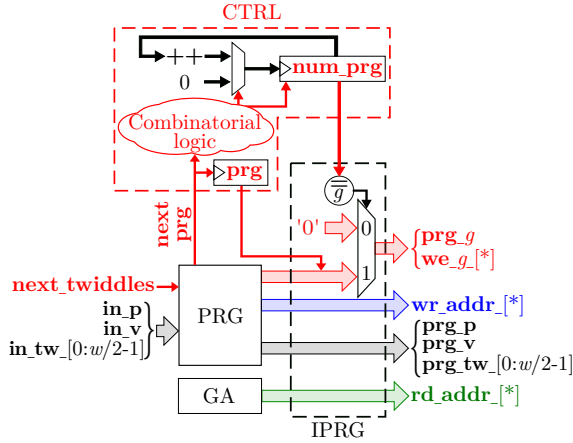 CTRL
++
num_prg
0
Combinatorial
logic
prg
g
next
prg
'0'
0
1
prg_g
we_g_[*]
next_twiddles
PRG
wr_addr_[*]
in_p
in_v
in_tw_[0:w/2-1]
prg_p
prg_v
prg_tw_[0:w/2-1]
GA
rd_addr_[*]
IPRG